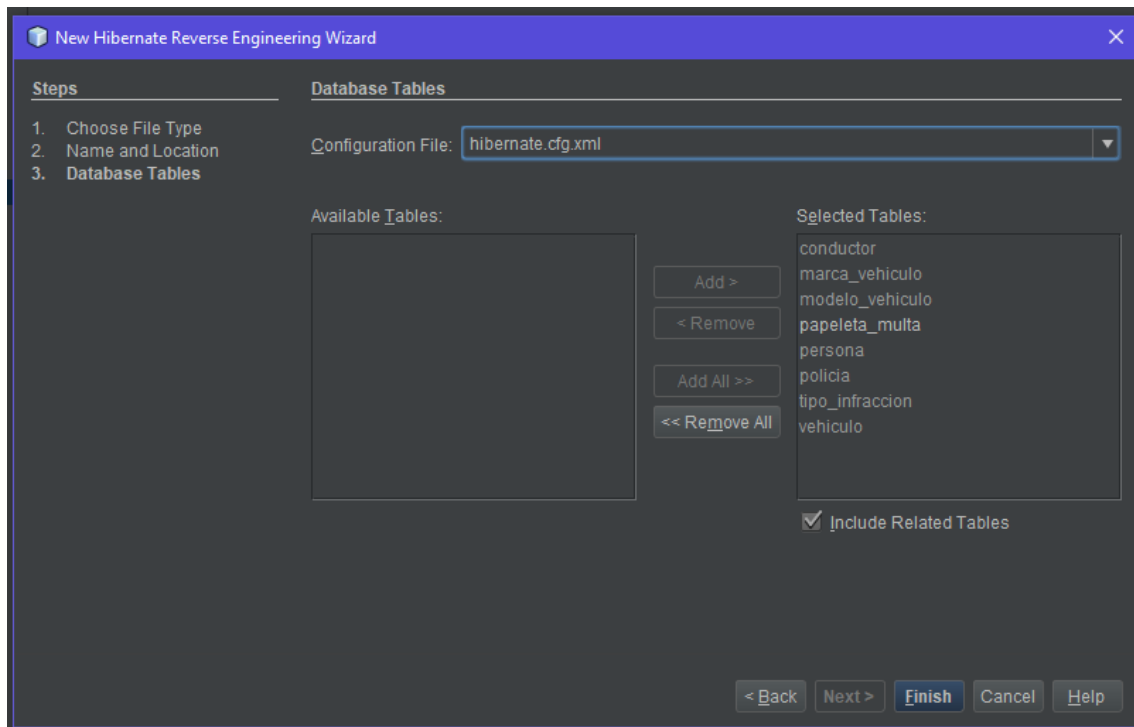 New Hibernate Reverse Engineering Wizard
Steps
1. Choose File Type
2. Name and Location
3. Database Tables
Database Tables
Configuration File: hibernate.cfg.xml
Available Tables:
Add >
< Remove
Add All >>
<< Remove All
Selected Tables:
conductor
marca_vehiculo
modelo_vehiculo
papeleta_multa
persona
policia
tipo_infraccion
vehiculo
Include Related Tables
< Back Next > Finish Cancel Help